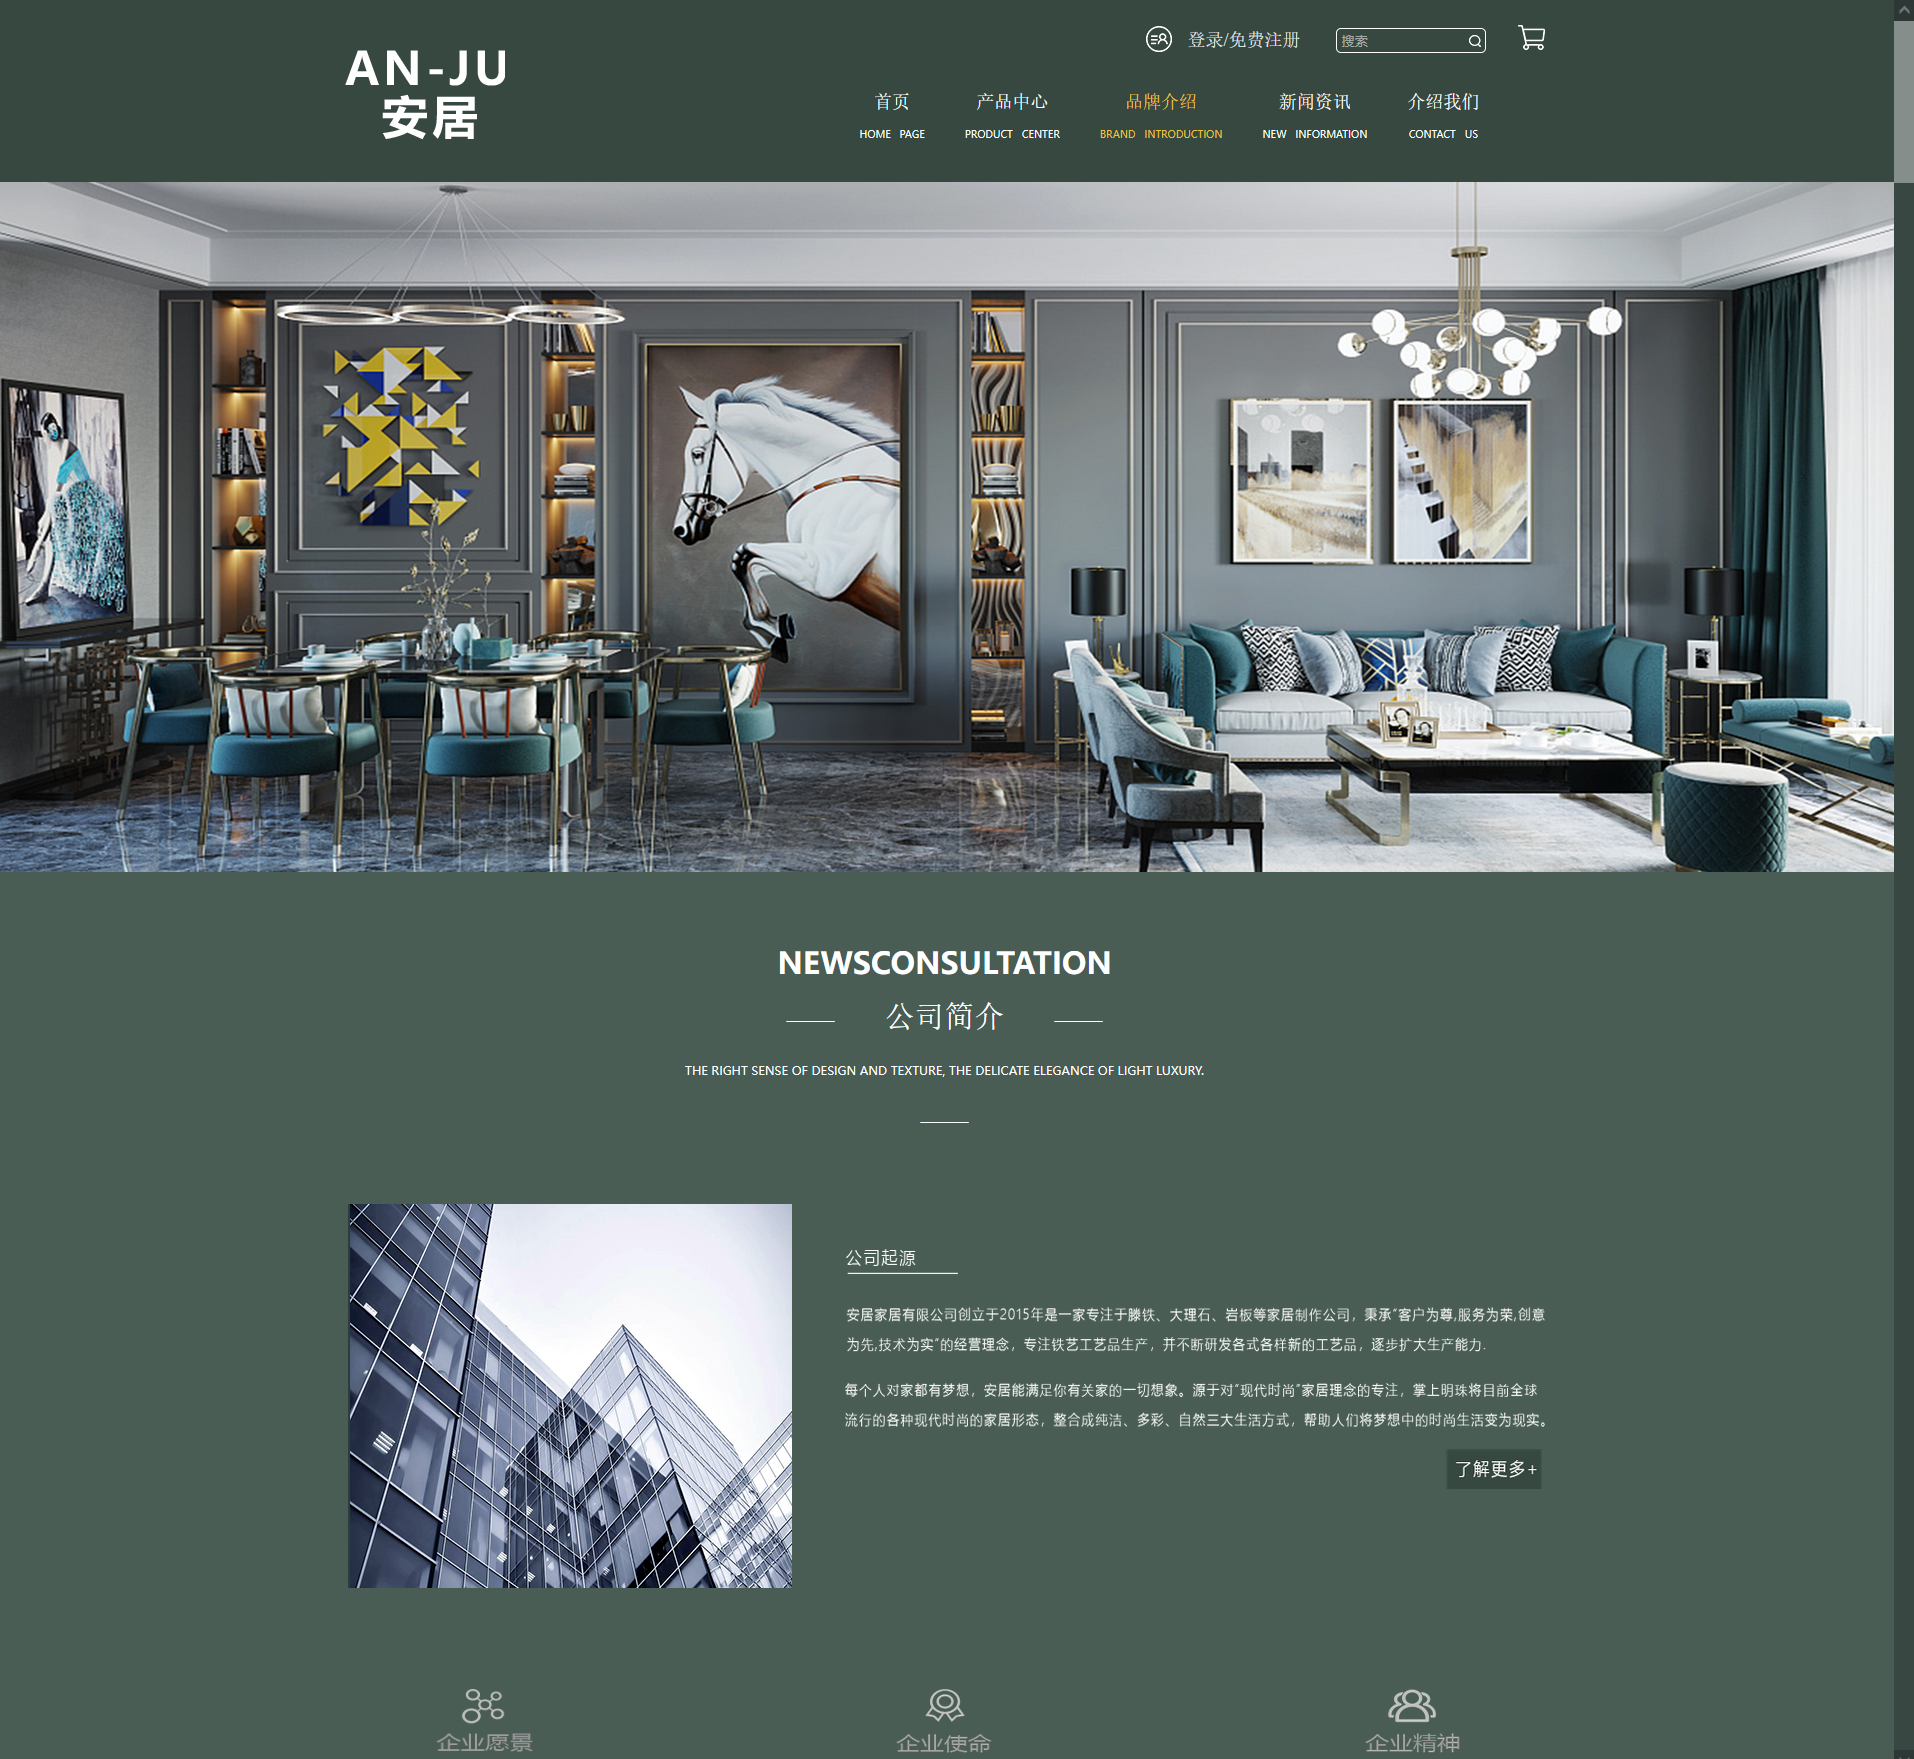 登录/免费注册
搜索
AN-JU
安居
首页 产品中心 品牌介绍 新闻资讯 介绍我们
HOME PAGE PRODUCT CENTER BRAND INTRODUCTION NEW INFORMATION CONTACT US
NEWSCONSULTATION
公司简介
THE RIGHT SENSE OF DESIGN AND TEXTURE, THE DELICATE ELEGANCE OF LIGHT LUXURY.
公司起源
安居家居有限公司创立于2015年是一家专注于滕铁、大理石、岩板等家居制作公司，秉承“客户为尊,服务为荣,创意
为先,技术为实”的经营理念，专注铁艺工艺品生产，并不断研发各式各样新的工艺品，逐步扩大生产能力.
每个人对家都有梦想，安居能满足你有关家的一切想象。源于对“现代时尚”家居理念的专注，掌上明珠将目前全球
流行的各种现代时尚的家居形态，整合成纯洁、多彩、自然三大生活方式，帮助人们将梦想中的时尚生活变为现实。
了解更多+
企业愿景 企业使命 企业精神